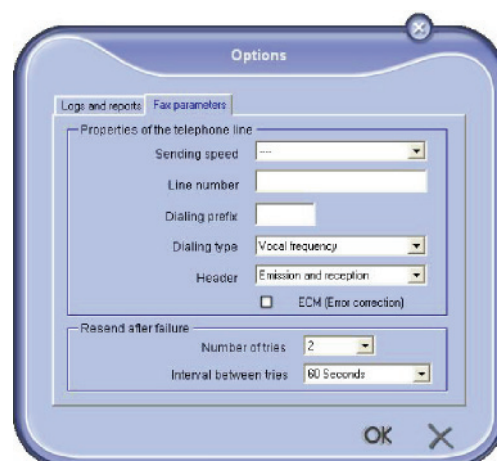 Options
Logs and reports Fax parameters
Properties of the telephone line
Sending speed ----
Line number
Dialing prefix
Dialing type Vocal frequency
Header Emission and reception
ECM (Error correction)
Resend after failure
Number of tries 2
Interval between tries 60 Seconds
OK